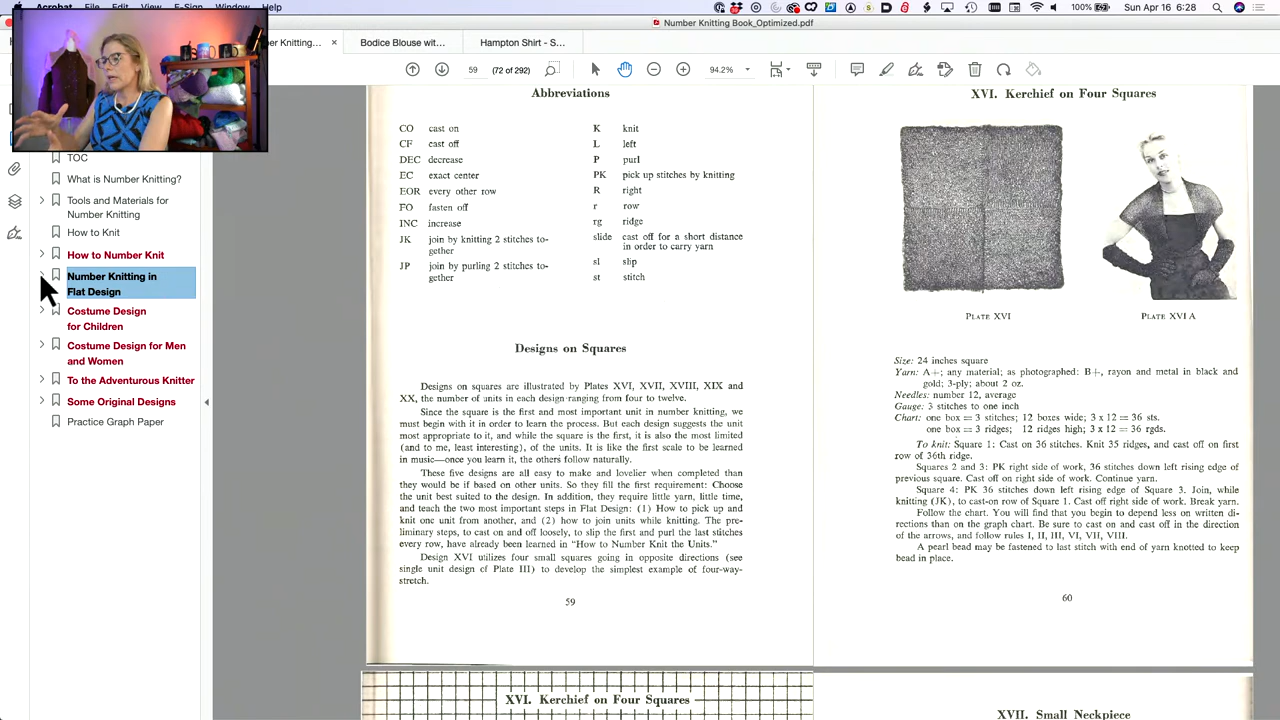 Acrobat File Edit View E-Sign Window Help
100% Sun Apr 16 6:28
Number Knitting Book_Optimized.pdf
er Knitting... × Bodice Blouse wit... Hampton Shirt - S...
59 (72 of 292) 94.2%
TOC
What is Number Knitting?
Tools and Materials for
Number Knitting
How to Knit
How to Number Knit
Number Knitting in
Flat Design
Costume Design
for Children
Costume Design for Men
and Women
To the Adventurous Knitter
Some Original Designs
Practice Graph Paper
Abbreviations
CO cast on
CF cast off
DEC decrease
EC exact center
EOR every other row
FO fasten off
INC increase
JK join by knitting 2 stitches to-
gether
JP join by purling 2 stitches to-
gether
K knit
L left
P purl
PK pick up stitches by knitting
R right
r row
rg ridge
slide cast off for a short distance
in order to carry yarn
sl slip
st stitch
Designs on Squares
Designs on squares are illustrated by Plates XVI, XVII, XVIII, XIX and
XX, the number of units in each design ranging from four to twelve.
Since the square is the first and most important unit in number knitting, we
must begin with it in order to learn the process. But each design suggests the unit
most appropriate to it, and while the square is the first, it is also the most limited
(and to me, least interesting), of the units. It is like the first scale to be learned
in music—once you learn it, the others follow naturally.
These five designs are all easy to make and lovelier when completed than
they would be if based on other units. So they fill the first requirement: Choose
the unit best suited to the design. In addition, they require little yarn, little time,
and teach the two most important steps in Flat Design: (1) How to pick up and
knit one unit from another, and (2) how to join units while knitting. The pre-
liminary steps, to cast on and off loosely, to slip the first and purl the last stitches
every row, have already been learned in "How to Number Knit the Units."
Design XVI utilizes four small squares going in opposite directions (see
single unit design of Plate III) to develop the simplest example of four-way-
stretch.
59
XVI. Kerchief on Four Squares
PLATE XVI
PLATE XVI A
Size: 24 inches square
Yarn: A+; any material; as photographed: B+, rayon and metal in black and
gold; 3-ply; about 2 oz.
Needles: number 12, average
Gauge: 3 stitches to one inch
Chart: one box = 3 stitches; 12 boxes wide; 3 x 12 = 36 sts.
one box = 3 ridges; 12 ridges high; 3 x 12 = 36 rgds.
To knit: Square 1: Cast on 36 stitches. Knit 35 ridges, and cast off on first
row of 36th ridge.
Squares 2 and 3: PK right side of work, 36 stitches down left rising edge of
previous square. Cast off on right side of work. Continue yarn.
Square 4: PK 36 stitches down left rising edge of Square 3. Join, while
knitting (JK), to cast-on row of Square 1. Cast off right side of work. Break yarn.
Follow the chart. You will find that you begin to depend less on written di-
rections than on the graph chart. Be sure to cast on and cast off in the direction
of the arrows, and follow rules I, II, III, VI, VII, VIII.
A pearl bead may be fastened to last stitch with end of yarn knotted to keep
bead in place.
60
XVI. Kerchief on Four Squares
XVII. Small Neckpiece